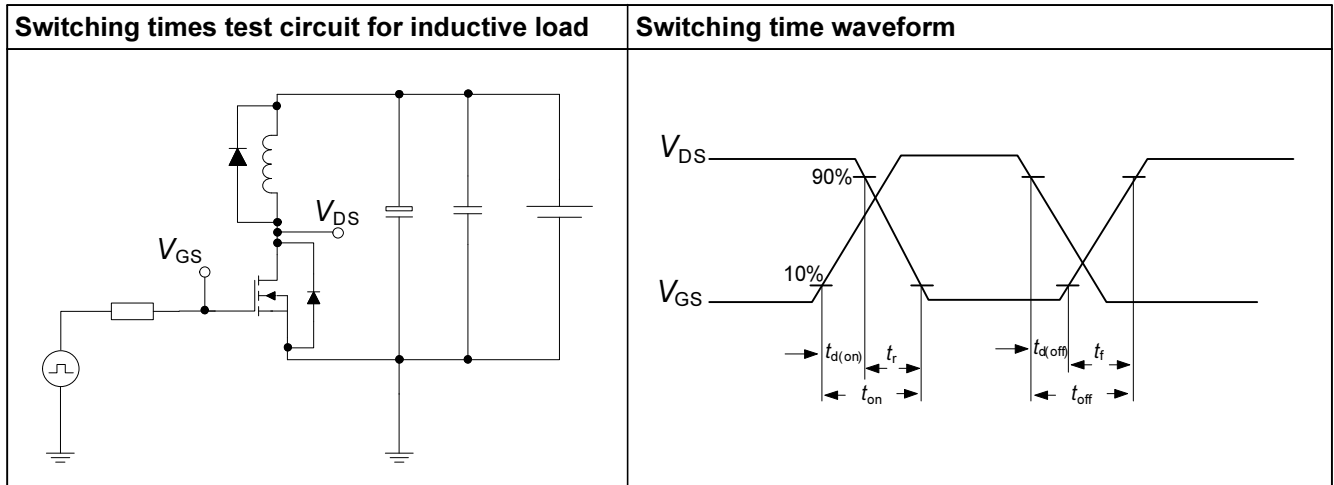 Switching times test circuit for inductive load
Switching time waveform
VDS
VGS
VDS
90%
10%
VGS
td(on) tr td(off) tf
ton toff